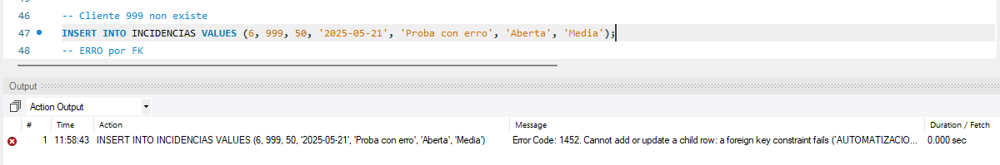 46 -- Cliente 999 non existe
47 INSERT INTO INCIDENCIAS VALUES (6, 999, 50, '2025-05-21', 'Proba con erro', 'Aberta', 'Media');
48 -- ERRO por FK
Output
Action Output
# Time Action Message Duration / Fetch
1 11:58:43 INSERT INTO INCIDENCIAS VALUES (6, 999, 50, '2025-05-21', 'Proba con erro', 'Aberta', 'Media') Error Code: 1452. Cannot add or update a child row: a foreign key constraint fails (`AUTOMATIZACIO... 0.000 sec